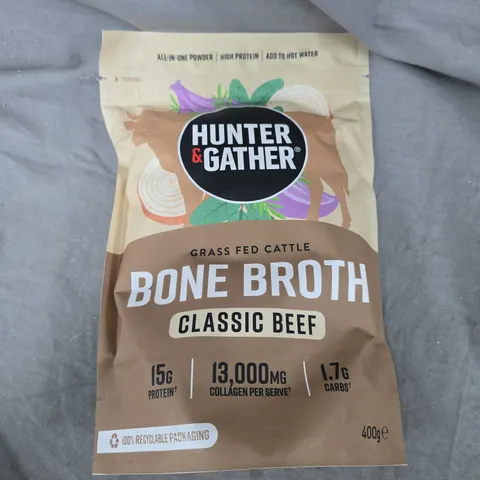 ALL-IN-ONE POWDER | HIGH PROTEIN | ADD TO HOT WATER
HUNTER
& GATHER®
GRASS FED CATTLE
BONE BROTH
CLASSIC BEEF
15G
PROTEIN†
13,000MG
COLLAGEN PER SERVE†
1.7G
CARBS†
100% RECYCLABLE PACKAGING
400g e